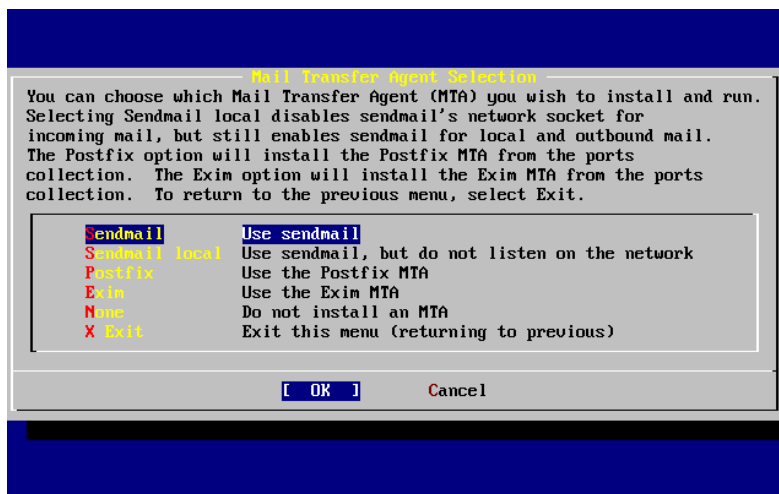 Mail Transfer Agent Selection
You can choose which Mail Transfer Agent (MTA) you wish to install and run.
Selecting Sendmail local disables sendmail's network socket for
incoming mail, but still enables sendmail for local and outbound mail.
The Postfix option will install the Postfix MTA from the ports
collection.  The Exim option will install the Exim MTA from the ports
collection.  To return to the previous menu, select Exit.
Sendmail Use sendmail
Sendmail local Use sendmail, but do not listen on the network
Postfix Use the Postfix MTA
Exim Use the Exim MTA
None Do not install an MTA
X Exit Exit this menu (returning to previous)
[ OK ] Cancel